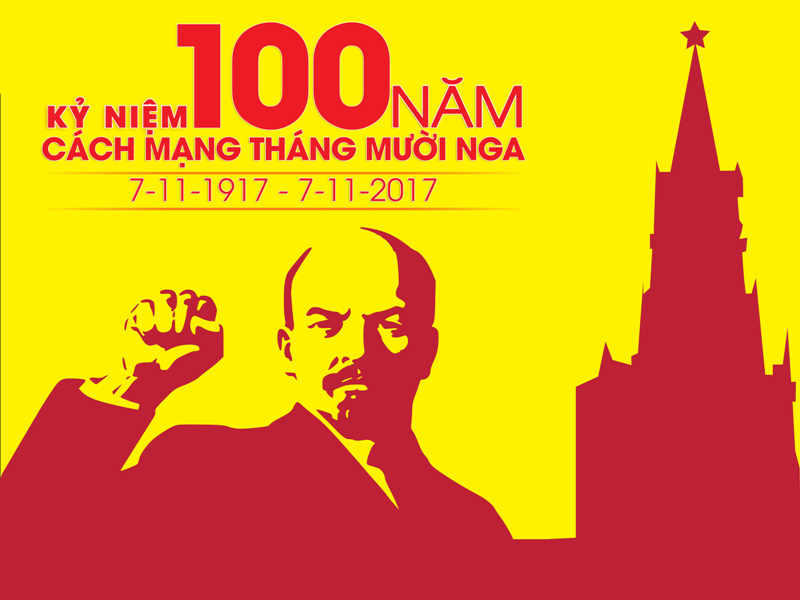 KỶ NIỆM 100 NĂM
CÁCH MẠNG THÁNG MƯỜI NGA
7-11-1917 - 7-11-2017